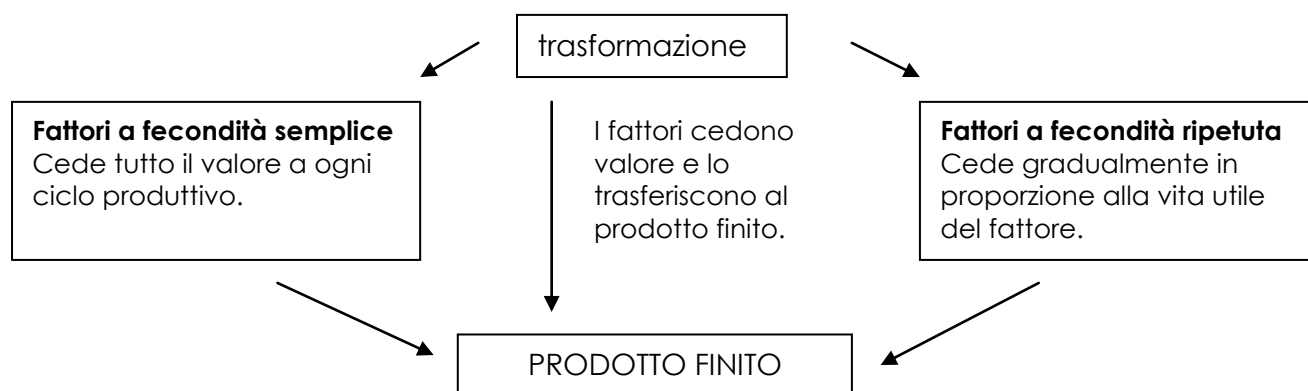 trasformazione
Fattori a fecondità semplice
Cede tutto il valore a ogni
ciclo produttivo.
I fattori cedono
valore e lo
trasferiscono al
prodotto finito.
Fattori a fecondità ripetuta
Cede gradualmente in
proporzione alla vita utile
del fattore.
PRODOTTO FINITO